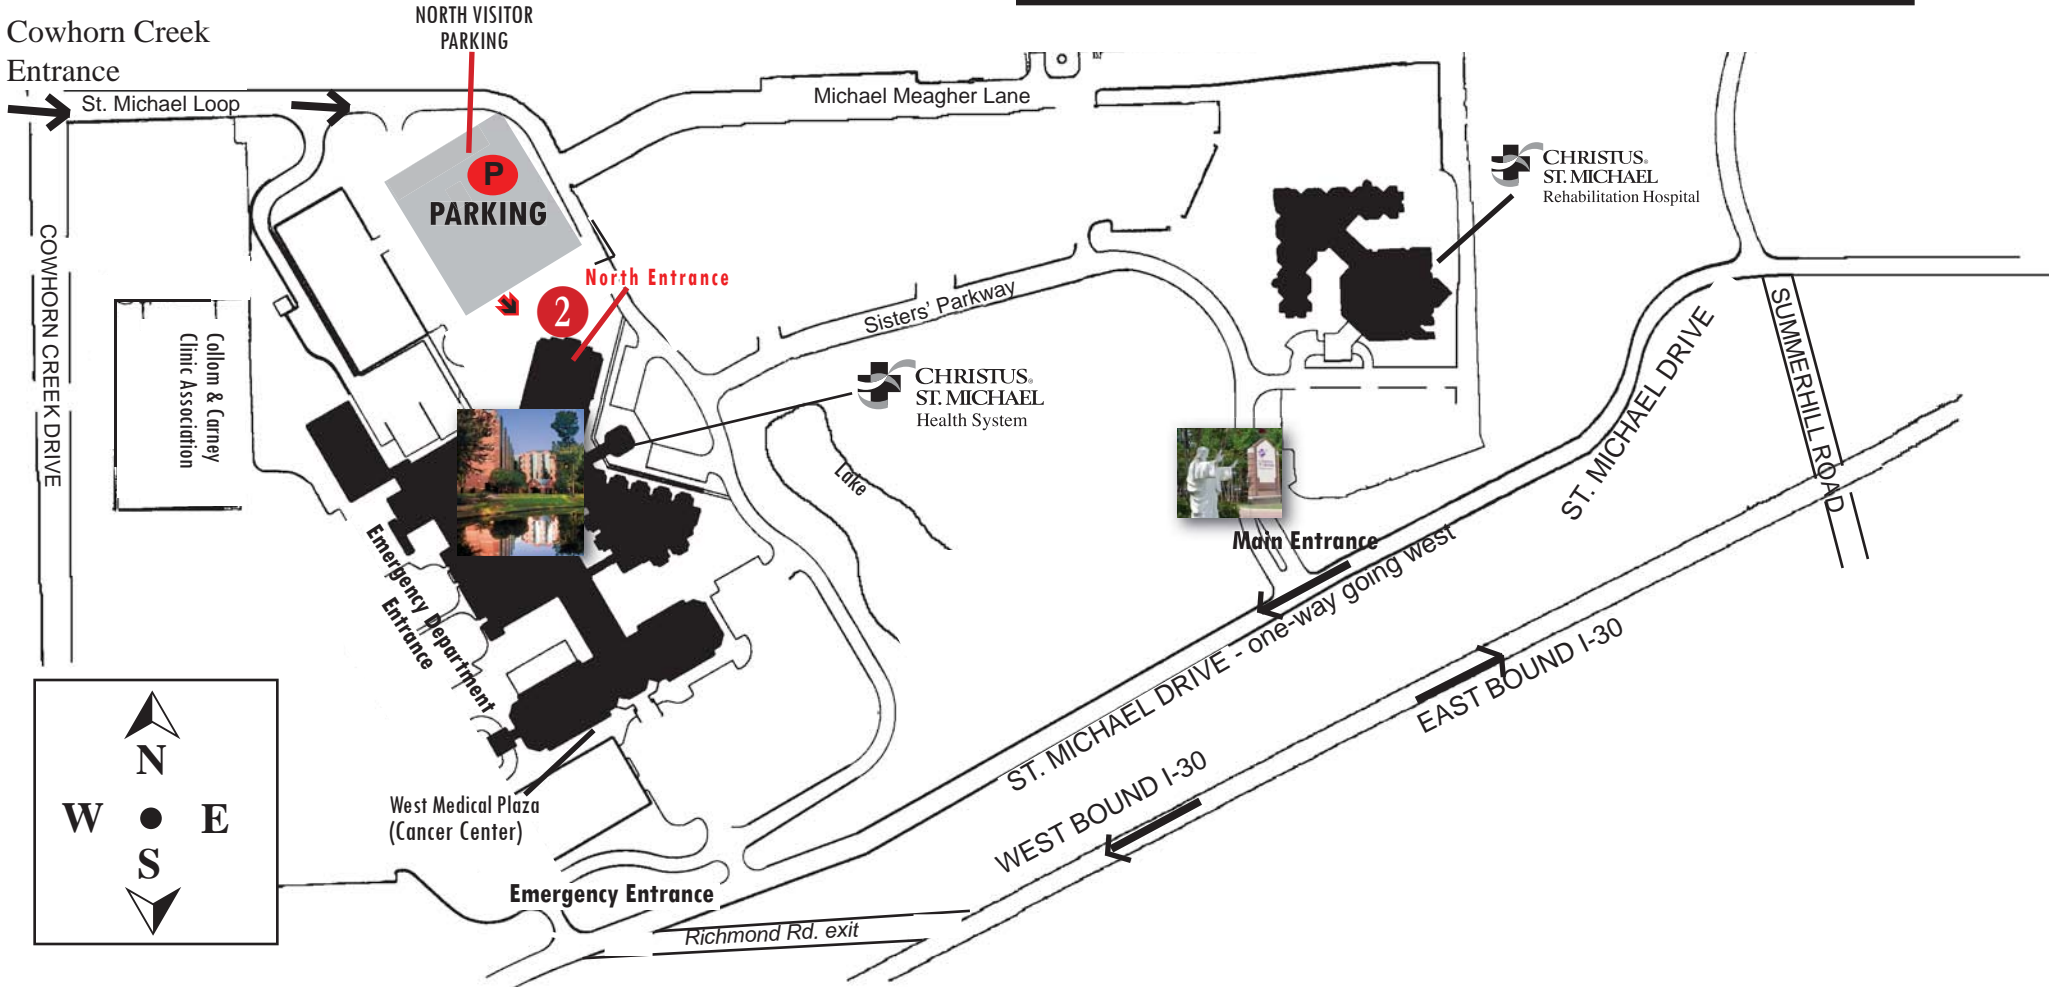 Cowhorn Creek
Entrance
St. Michael Loop
NORTH VISITOR
PARKING
P
PARKING
North Entrance
2
Michael Meagher Lane
CHRISTUS®
ST. MICHAEL
Rehabilitation Hospital
COWHORN CREEK DRIVE
Collom & Carney
Clinic Association
Sisters' Parkway
CHRISTUS®
ST. MICHAEL
Health System
Lake
ST. MICHAEL DRIVE
SUMMERHILL ROAD
Main Entrance
Emergency Department
Entrance
ST. MICHAEL DRIVE - one-way going west
EAST BOUND I-30
WEST BOUND I-30
West Medical Plaza
(Cancer Center)
Emergency Entrance
Richmond Rd. exit
N
W
E
S